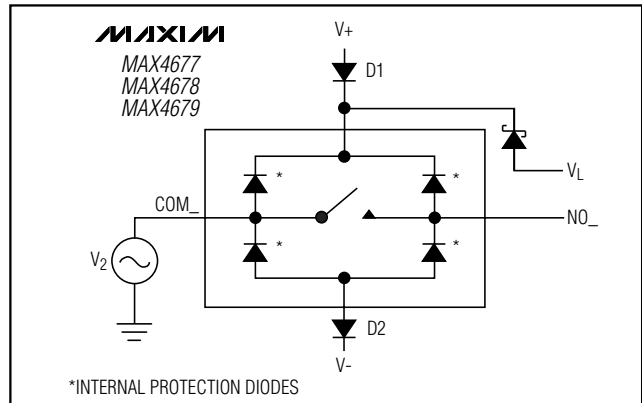 MAXIM
MAX4677
MAX4678
MAX4679
V+
D1
*
*
VL
COM_
NO_
*
*
V2
D2
V-
*INTERNAL PROTECTION DIODES